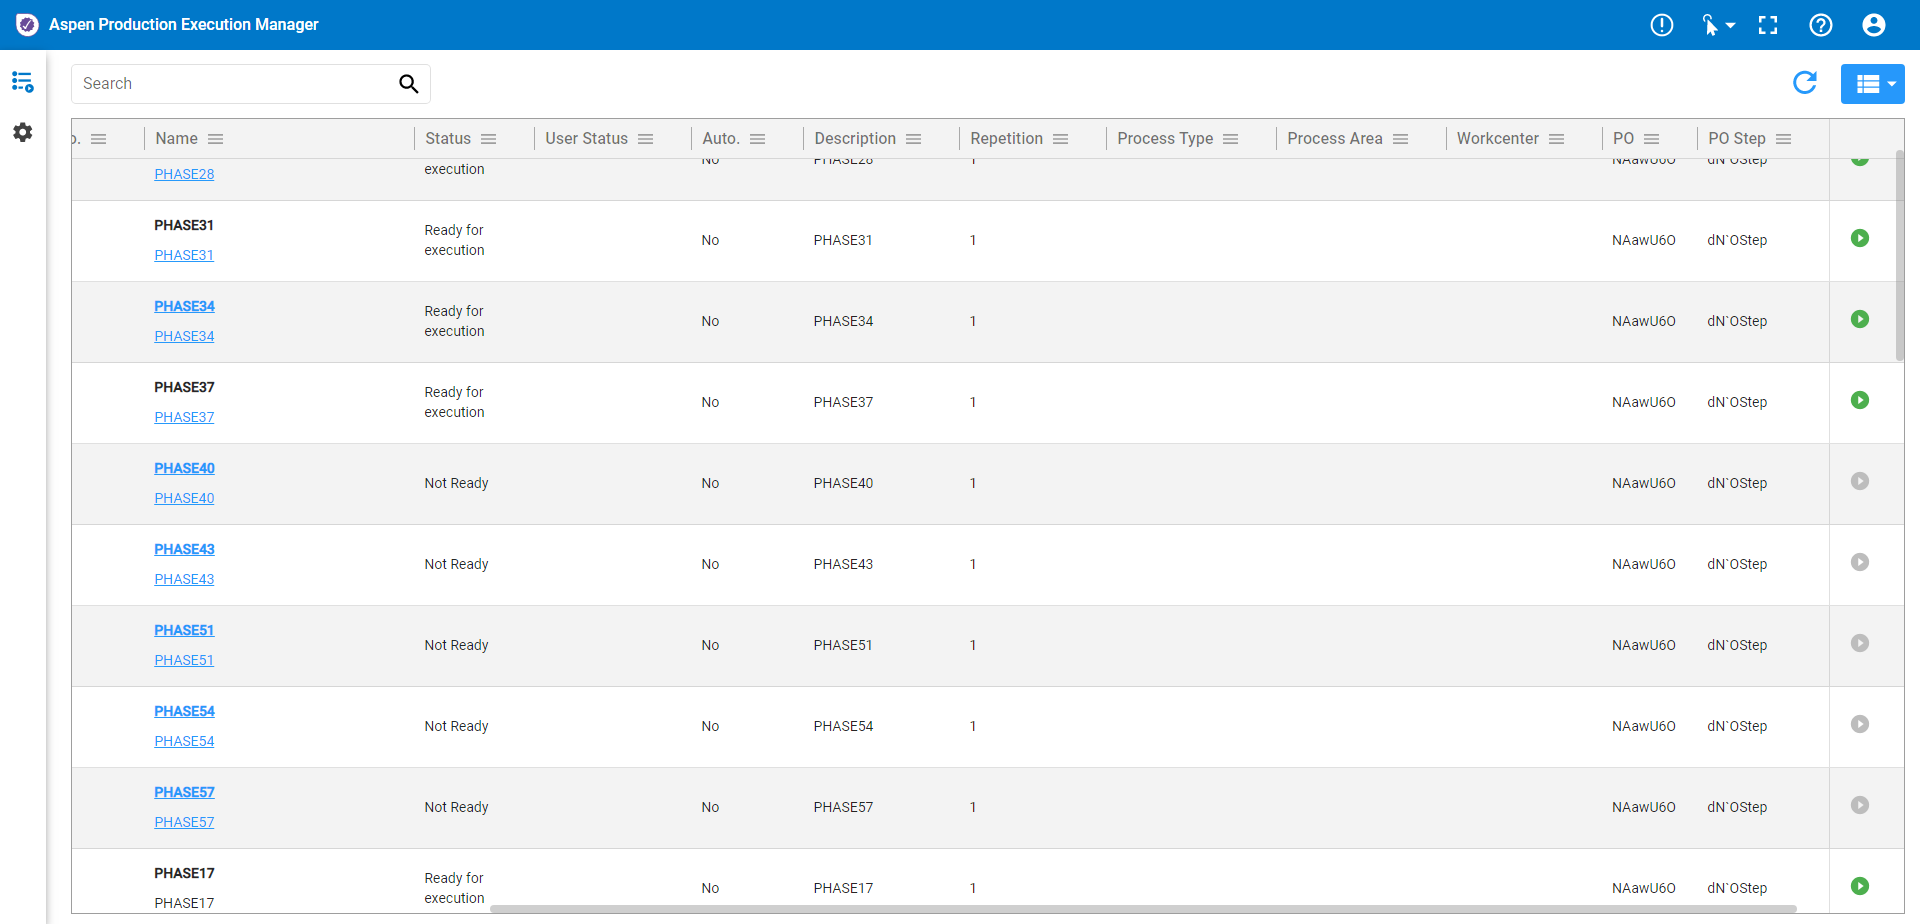 Aspen Production Execution Manager
Search
o. Name Status User Status Auto. Description Repetition Process Type Process Area Workcenter PO PO Step
PHASE28 execution No PHASE28 1 NAawU6O dN`OStep
PHASE31
PHASE31
Ready for
execution
No PHASE31 1 NAawU6O dN`OStep
PHASE34
PHASE34
Ready for
execution
No PHASE34 1 NAawU6O dN`OStep
PHASE37
PHASE37
Ready for
execution
No PHASE37 1 NAawU6O dN`OStep
PHASE40
PHASE40
Not Ready No PHASE40 1 NAawU6O dN`OStep
PHASE43
PHASE43
Not Ready No PHASE43 1 NAawU6O dN`OStep
PHASE51
PHASE51
Not Ready No PHASE51 1 NAawU6O dN`OStep
PHASE54
PHASE54
Not Ready No PHASE54 1 NAawU6O dN`OStep
PHASE57
PHASE57
Not Ready No PHASE57 1 NAawU6O dN`OStep
PHASE17
PHASE17
Ready for
execution
No PHASE17 1 NAawU6O dN`OStep